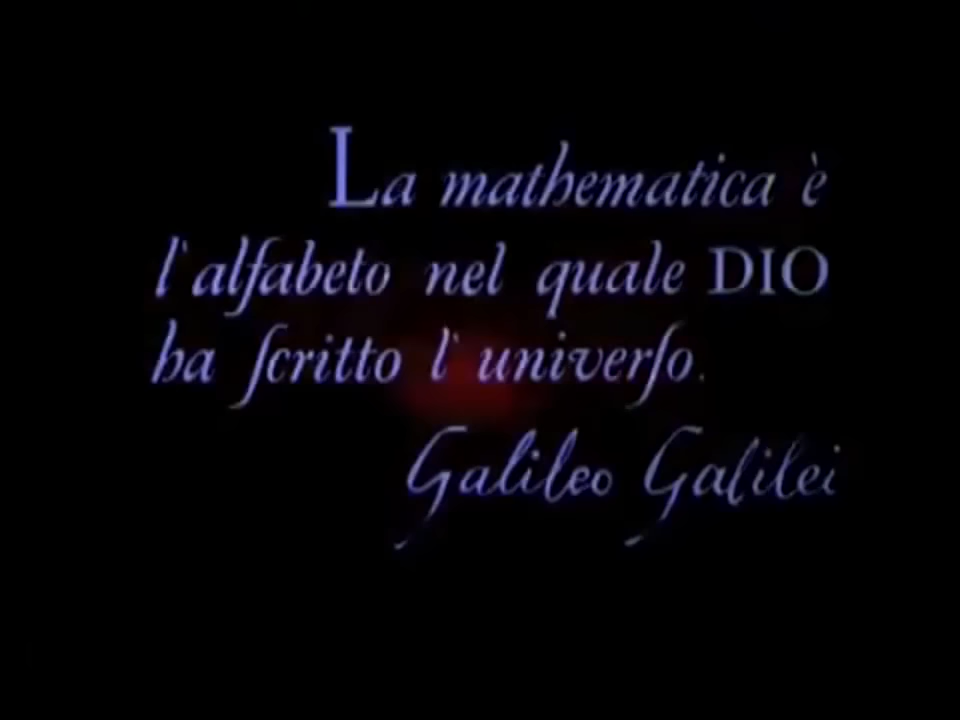 La mathematica è
l'alfabeto nel quale DIO
ha ſcritto l' univerſo.
Galileo Galilei